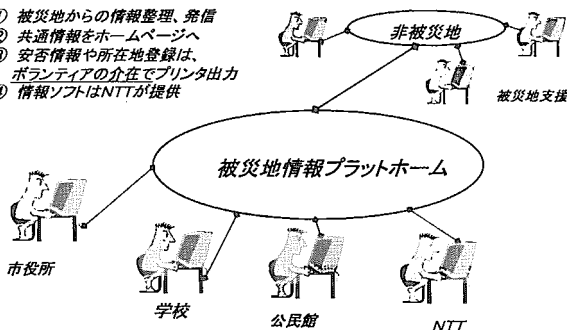 ① 被災地からの情報整理、発信
② 共通情報をホームページへ
③ 安否情報や所在地登録は、
ボランティアの介在でプリンタ出力
④ 情報ソフトはNTTが提供
非被災地
被災地支援
被災地情報プラットホーム
市役所
学校
公民館
NTT